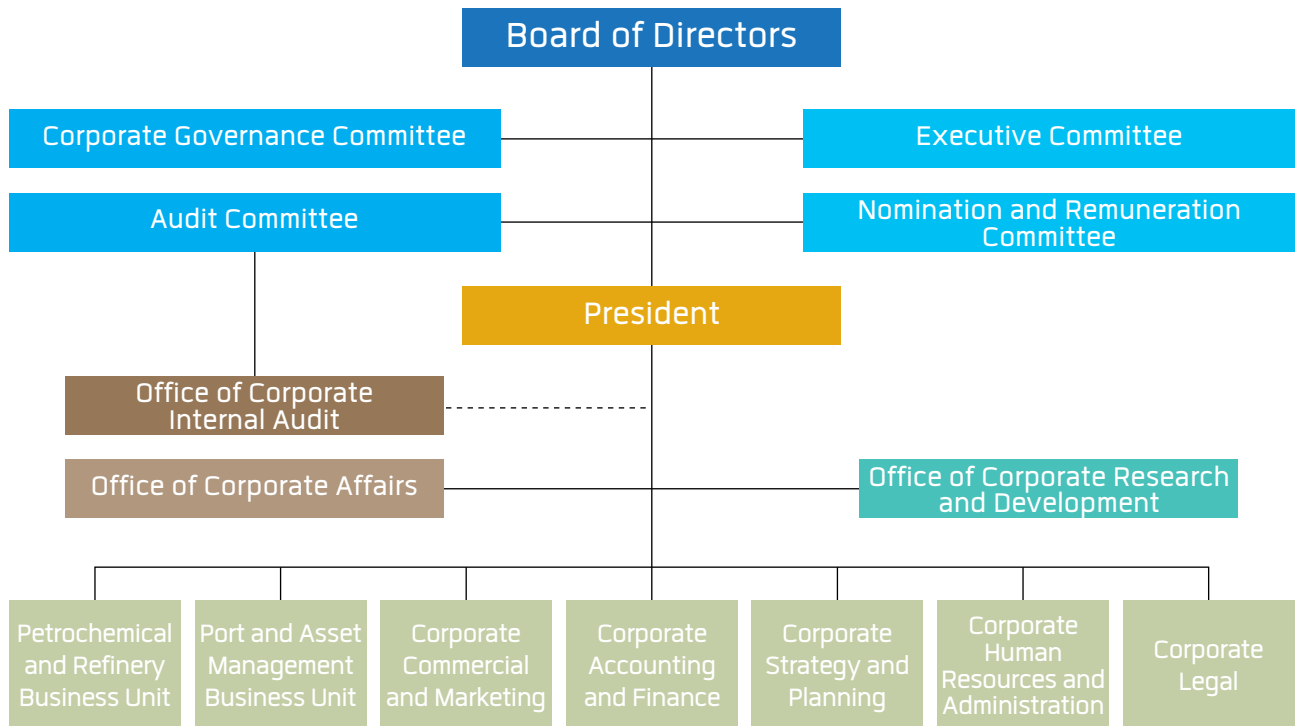 Board of Directors
Corporate Governance Committee
Executive Committee
Audit Committee
Nomination and Remuneration
Committee
President
Office of Corporate
Internal Audit
Office of Corporate Affairs
Office of Corporate Research
and Development
Petrochemical
and Refinery
Business Unit
Port and Asset
Management
Business Unit
Corporate
Commercial
and Marketing
Corporate
Accounting
and Finance
Corporate
Strategy and
Planning
Corporate
Human
Resources and
Administration
Corporate
Legal